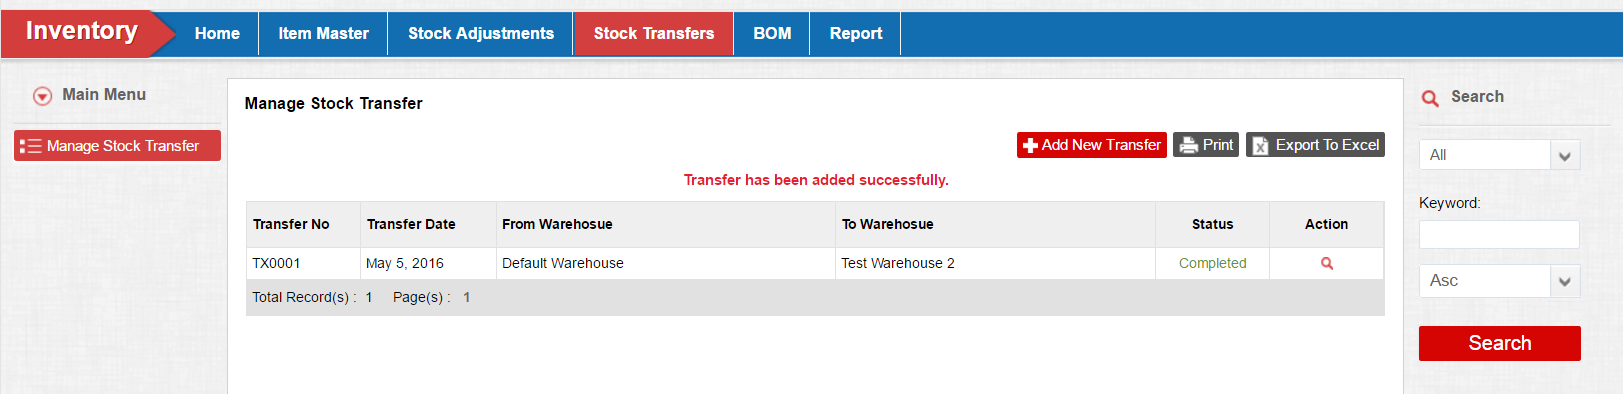 Inventory
Home Item Master Stock Adjustments Stock Transfers BOM Report
Main Menu
Manage Stock Transfer
Manage Stock Transfer
Add New Transfer Print Export To Excel
Transfer has been added successfully.
Transfer No Transfer Date From Warehosue To Warehosue Status Action
TX0001 May 5, 2016 Default Warehouse Test Warehouse 2 Completed
Total Record(s) : 1 Page(s) : 1
Search
All
Keyword:
Asc
Search